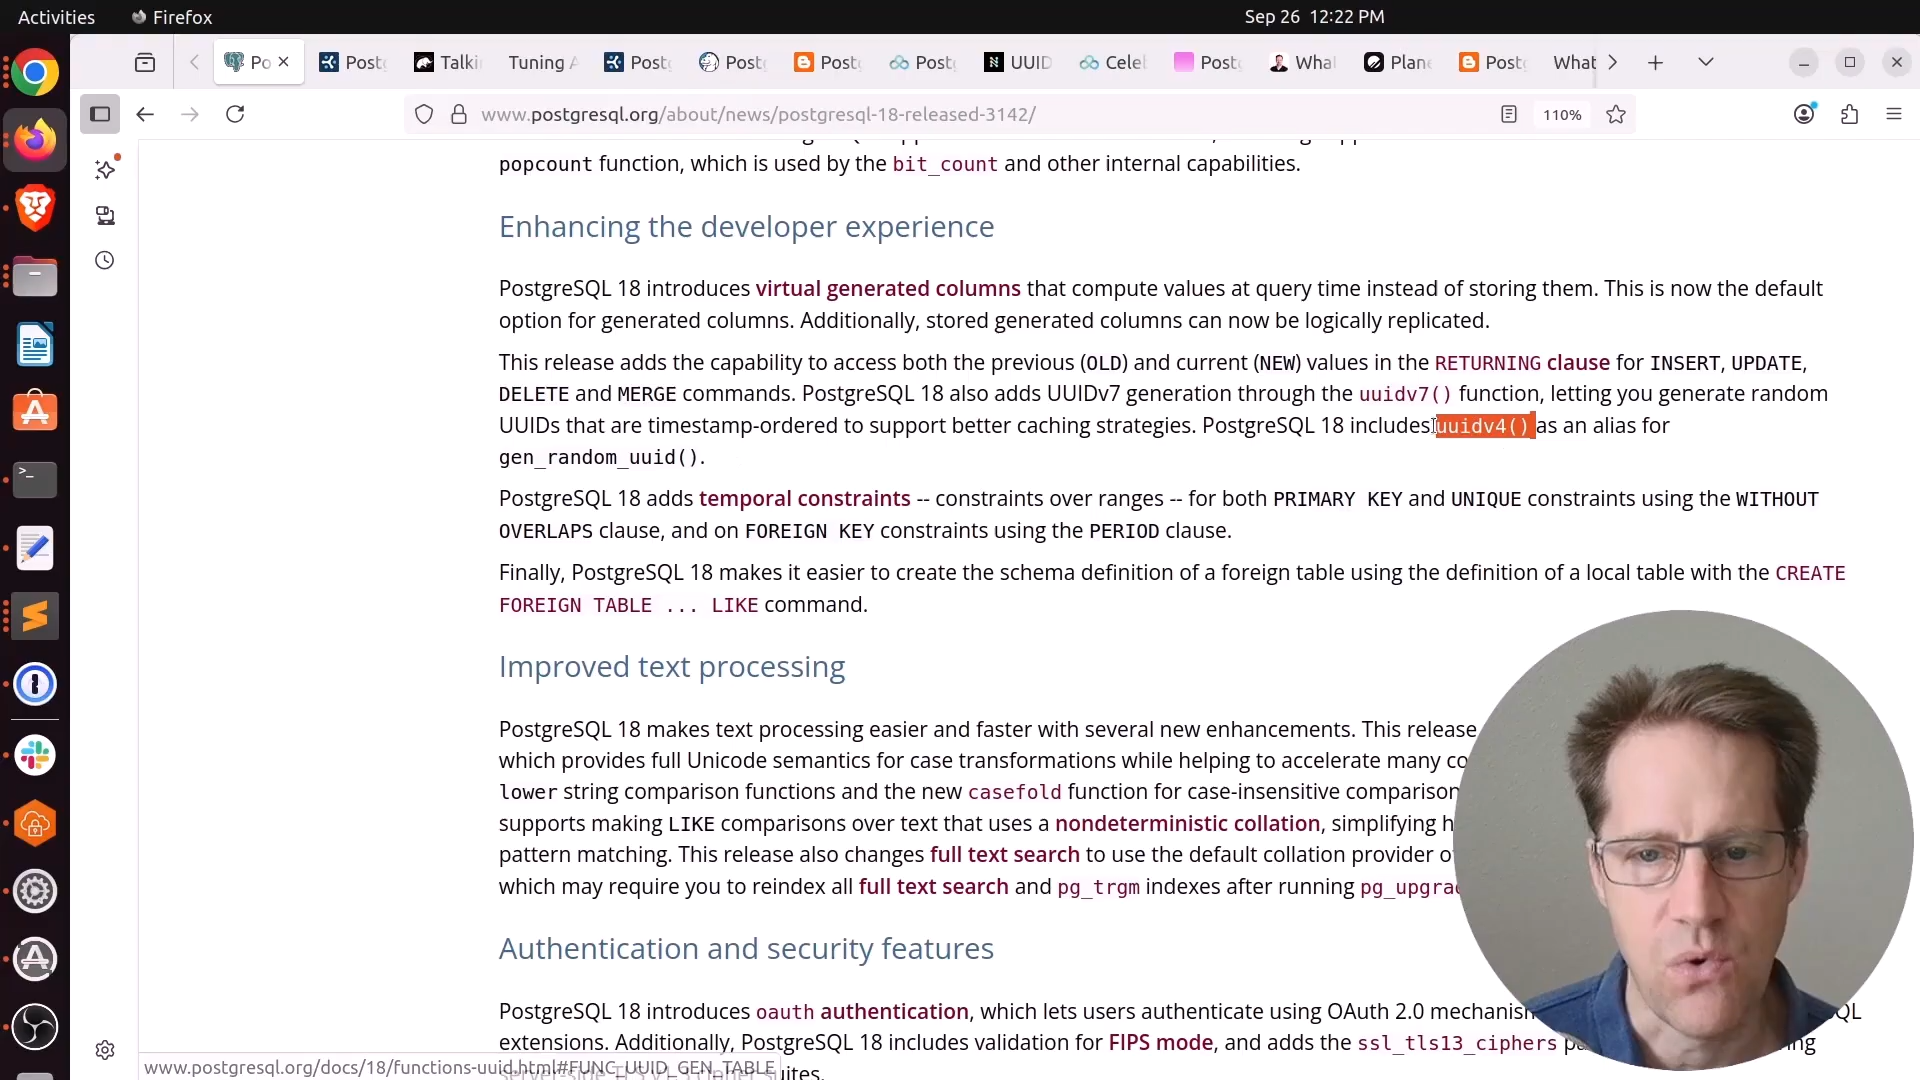 Activities
Firefox
Sep 26 12:22 PM
Po
Post
Talki
Tuning A
Post
Post
Post
Post
UUID
Celel
Post
What
Plane
Post
What
www.postgresql.org/about/news/postgresql-18-released-3142/
110%
popcount function, which is used by the bit_count and other internal capabilities.
Enhancing the developer experience
PostgreSQL 18 introduces virtual generated columns that compute values at query time instead of storing them. This is now the default
option for generated columns. Additionally, stored generated columns can now be logically replicated.
This release adds the capability to access both the previous (OLD) and current (NEW) values in the RETURNING clause for INSERT, UPDATE,
DELETE and MERGE commands. PostgreSQL 18 also adds UUIDv7 generation through the uuidv7() function, letting you generate random
UUIDs that are timestamp-ordered to support better caching strategies. PostgreSQL 18 includes uuidv4() as an alias for
gen_random_uuid().
PostgreSQL 18 adds temporal constraints -- constraints over ranges -- for both PRIMARY KEY and UNIQUE constraints using the WITHOUT
OVERLAPS clause, and on FOREIGN KEY constraints using the PERIOD clause.
Finally, PostgreSQL 18 makes it easier to create the schema definition of a foreign table using the definition of a local table with the CREATE
FOREIGN TABLE ... LIKE command.
Improved text processing
PostgreSQL 18 makes text processing easier and faster with several new enhancements. This release
which provides full Unicode semantics for case transformations while helping to accelerate many co
lower string comparison functions and the new casefold function for case-insensitive comparison
supports making LIKE comparisons over text that uses a nondeterministic collation, simplifying h
pattern matching. This release also changes full text search to use the default collation provider o
which may require you to reindex all full text search and pg_trgm indexes after running pg_upgrad
Authentication and security features
PostgreSQL 18 introduces oauth authentication, which lets users authenticate using OAuth 2.0 mechanism
extensions. Additionally, PostgreSQL 18 includes validation for FIPS mode, and adds the ssl_tls13_ciphers
www.postgresql.org/docs/18/functions-uuid.html#FUNC_UUID_GEN_TABLE